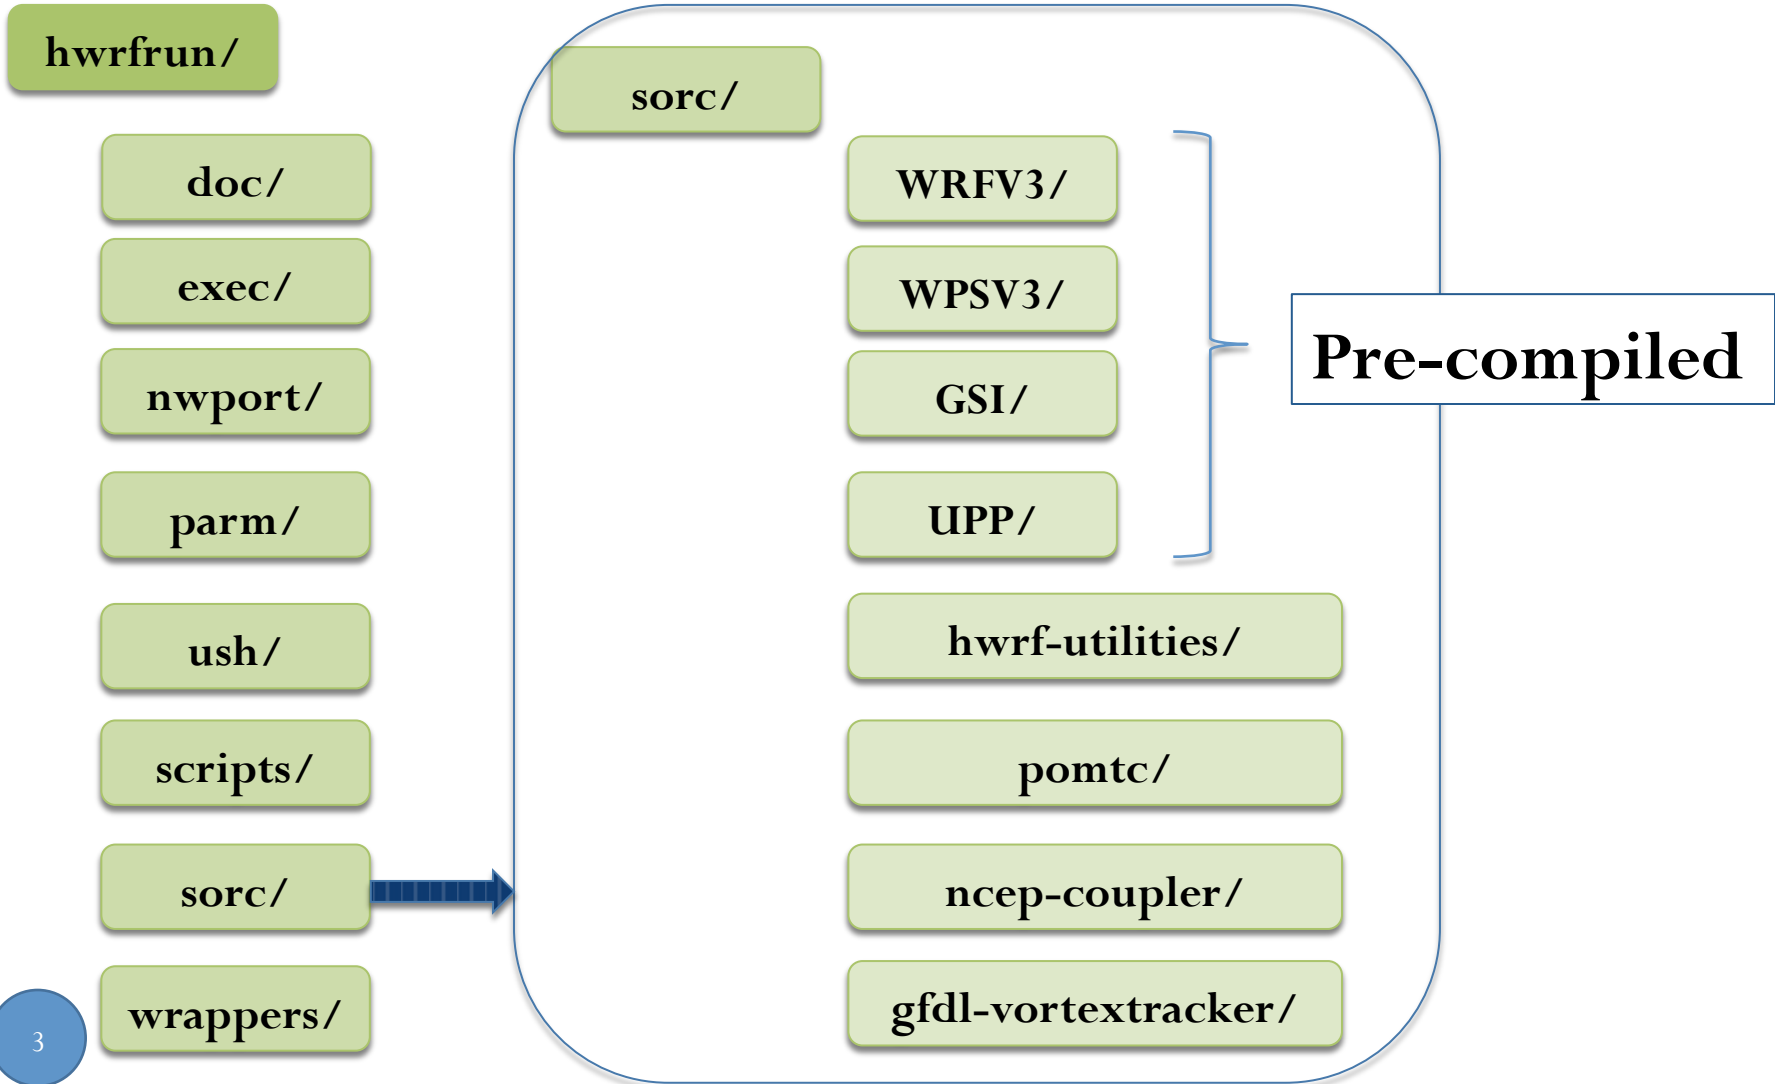 hwrfrun/
doc/
exec/
nwport/
parm/
ush/
scripts/
sorc/
wrappers/
sorc/
WRFV3/
WPSV3/
GSI/
UPP/
hwrf-utilities/
pomtc/
ncep-coupler/
gfdl-vortextracker/
Pre-compiled
3